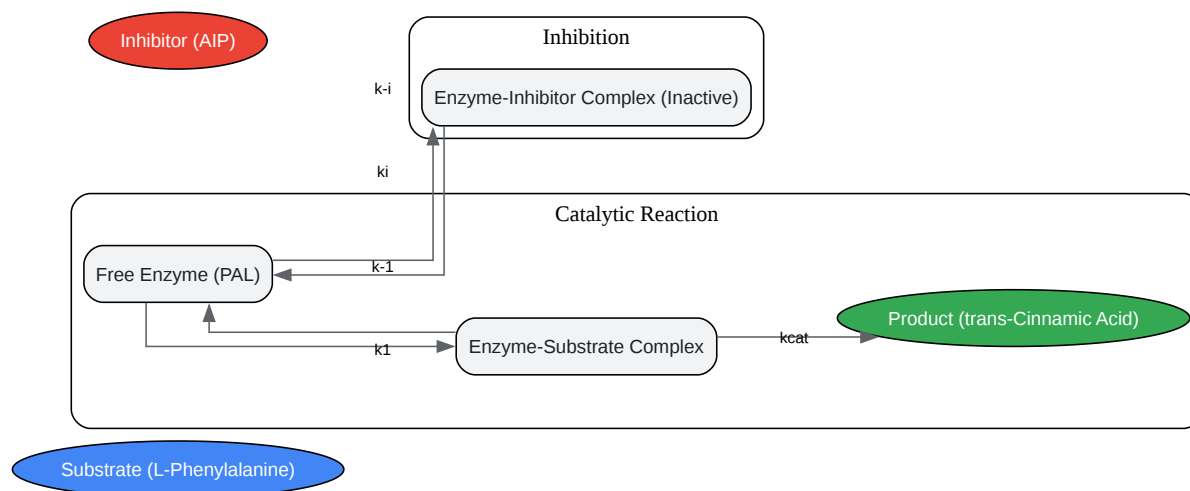 Inhibitor (AIP)
Inhibition
Enzyme-Inhibitor Complex (Inactive)
k-i
ki
Catalytic Reaction
Free Enzyme (PAL)
k-1
Enzyme-Substrate Complex
k1
kcat
Product (trans-Cinnamic Acid)
Substrate (L-Phenylalanine)